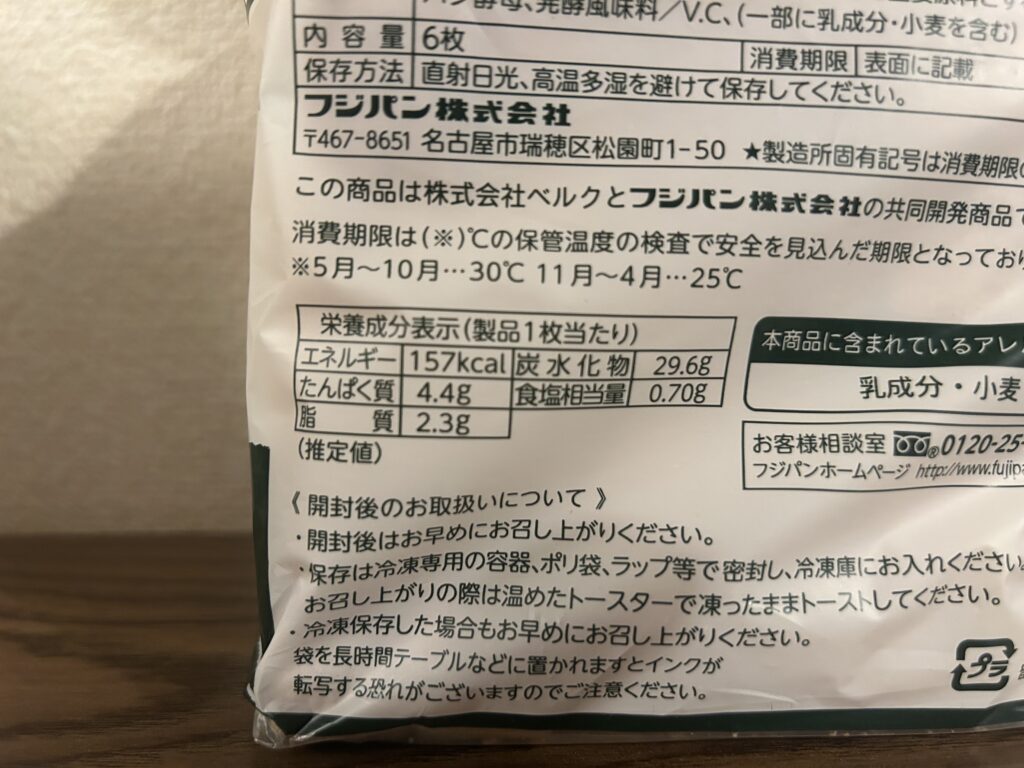 パン酵母、発酵風味料／V.C、(一部に乳成分・小麦を含む)
内容量 6枚 消費期限 表面に記載
保存方法 直射日光、高温多湿を避けて保存してください。
フジパン株式会社
〒467-8651 名古屋市瑞穂区松園町1-50 ★製造所固有記号は消費期限の
この商品は株式会社ベルクとフジパン株式会社の共同開発商品で
消費期限は(※)℃の保管温度の検査で安全を見込んだ期限となっており
※5月～10月…30℃ 11月～4月…25℃
栄養成分表示(製品1枚当たり)
エネルギー 157kcal 炭水化物 29.6g
たんぱく質 4.4g 食塩相当量 0.70g
脂質 2.3g
(推定値)
本商品に含まれているアレル
乳成分・小麦
お客様相談室 0120-25-
フジパンホームページ http://www.fujipa
《開封後のお取扱いについて》
・開封後はお早めにお召し上がりください。
・保存は冷凍専用の容器、ポリ袋、ラップ等で密封し、冷凍庫にお入れください。
お召し上がりの際は温めたトースターで凍ったままトーストしてください。
・冷凍保存した場合もお早めにお召し上がりください。
袋を長時間テーブルなどに置かれますとインクが
転写する恐れがございますのでご注意ください。
プラ